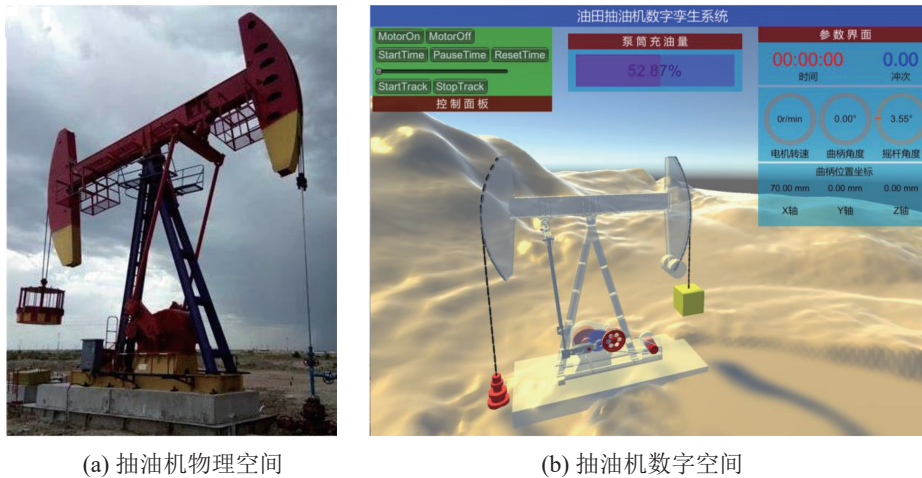 油田抽油机数字孪生系统
MotorOn MotorOff
StartTime PauseTime ResetTime
StartTrack StopTrack
控制面板
泵筒充油量
52.87%
参数界面
00:00:00 0.00
时间 冲次
0r/min 0.00° 3.55°
电机转速 曲柄角度 摇杆角度
曲柄位置坐标
70.00 mm 0.00 mm 0.00 mm
X轴 Y轴 Z轴
(a) 抽油机物理空间 (b) 抽油机数字空间